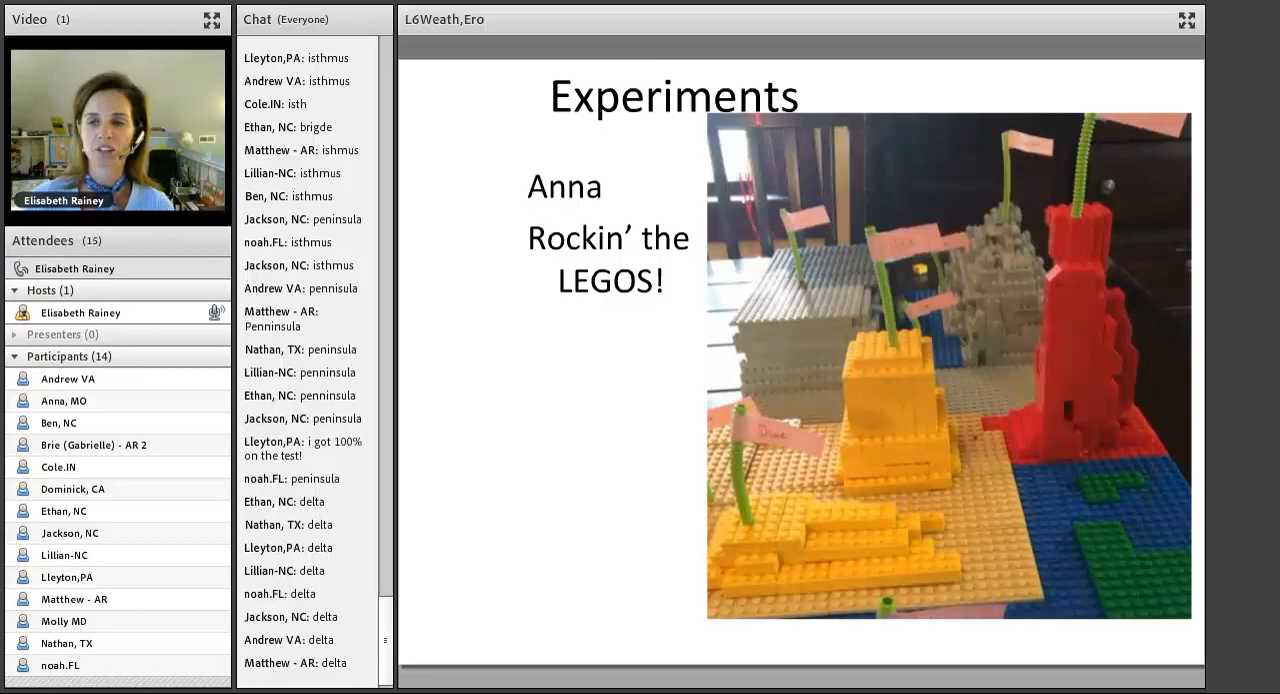 Video (1)
Elisabeth Rainey
Attendees (15)
Elisabeth Rainey
Hosts (1)
Elisabeth Rainey
Presenters (0)
Participants (14)
Andrew VA
Anna, MO
Ben, NC
Brie (Gabrielle) - AR 2
Cole.IN
Dominick, CA
Ethan, NC
Jackson, NC
Lillian-NC
Lleyton,PA
Matthew - AR
Molly MD
Nathan, TX
noah.FL
Chat (Everyone)
Lleyton,PA: isthmus
Andrew VA: isthmus
Cole.IN: isth
Ethan, NC: brigde
Matthew - AR: ishmus
Lillian-NC: isthmus
Ben, NC: isthmus
Jackson, NC: peninsula
noah.FL: isthmus
Jackson, NC: isthmus
Andrew VA: pennisula
Matthew - AR:
Penninsula
Nathan, TX: peninsula
Lillian-NC: penninsula
Ethan, NC: penninsula
Jackson, NC: peninsula
Lleyton,PA: i got 100%
on the test!
noah.FL: peninsula
Ethan, NC: delta
Nathan, TX: delta
Lleyton,PA: delta
Lillian-NC: delta
noah.FL: delta
Jackson, NC: delta
Andrew VA: delta
Matthew - AR: delta
L6Weath,Ero
Experiments
Anna
Rockin’ the
LEGOS!